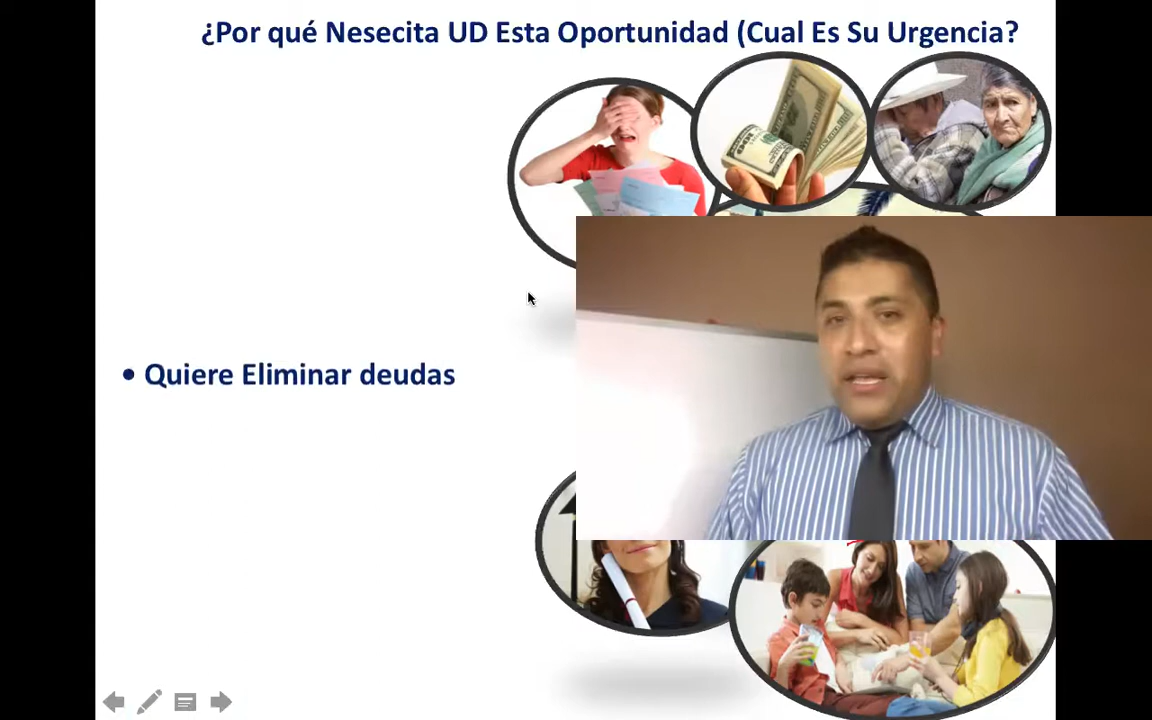 ¿Por qué Nesecita UD Esta Oportunidad (Cual Es Su Urgencia?
• Quiere Eliminar deudas